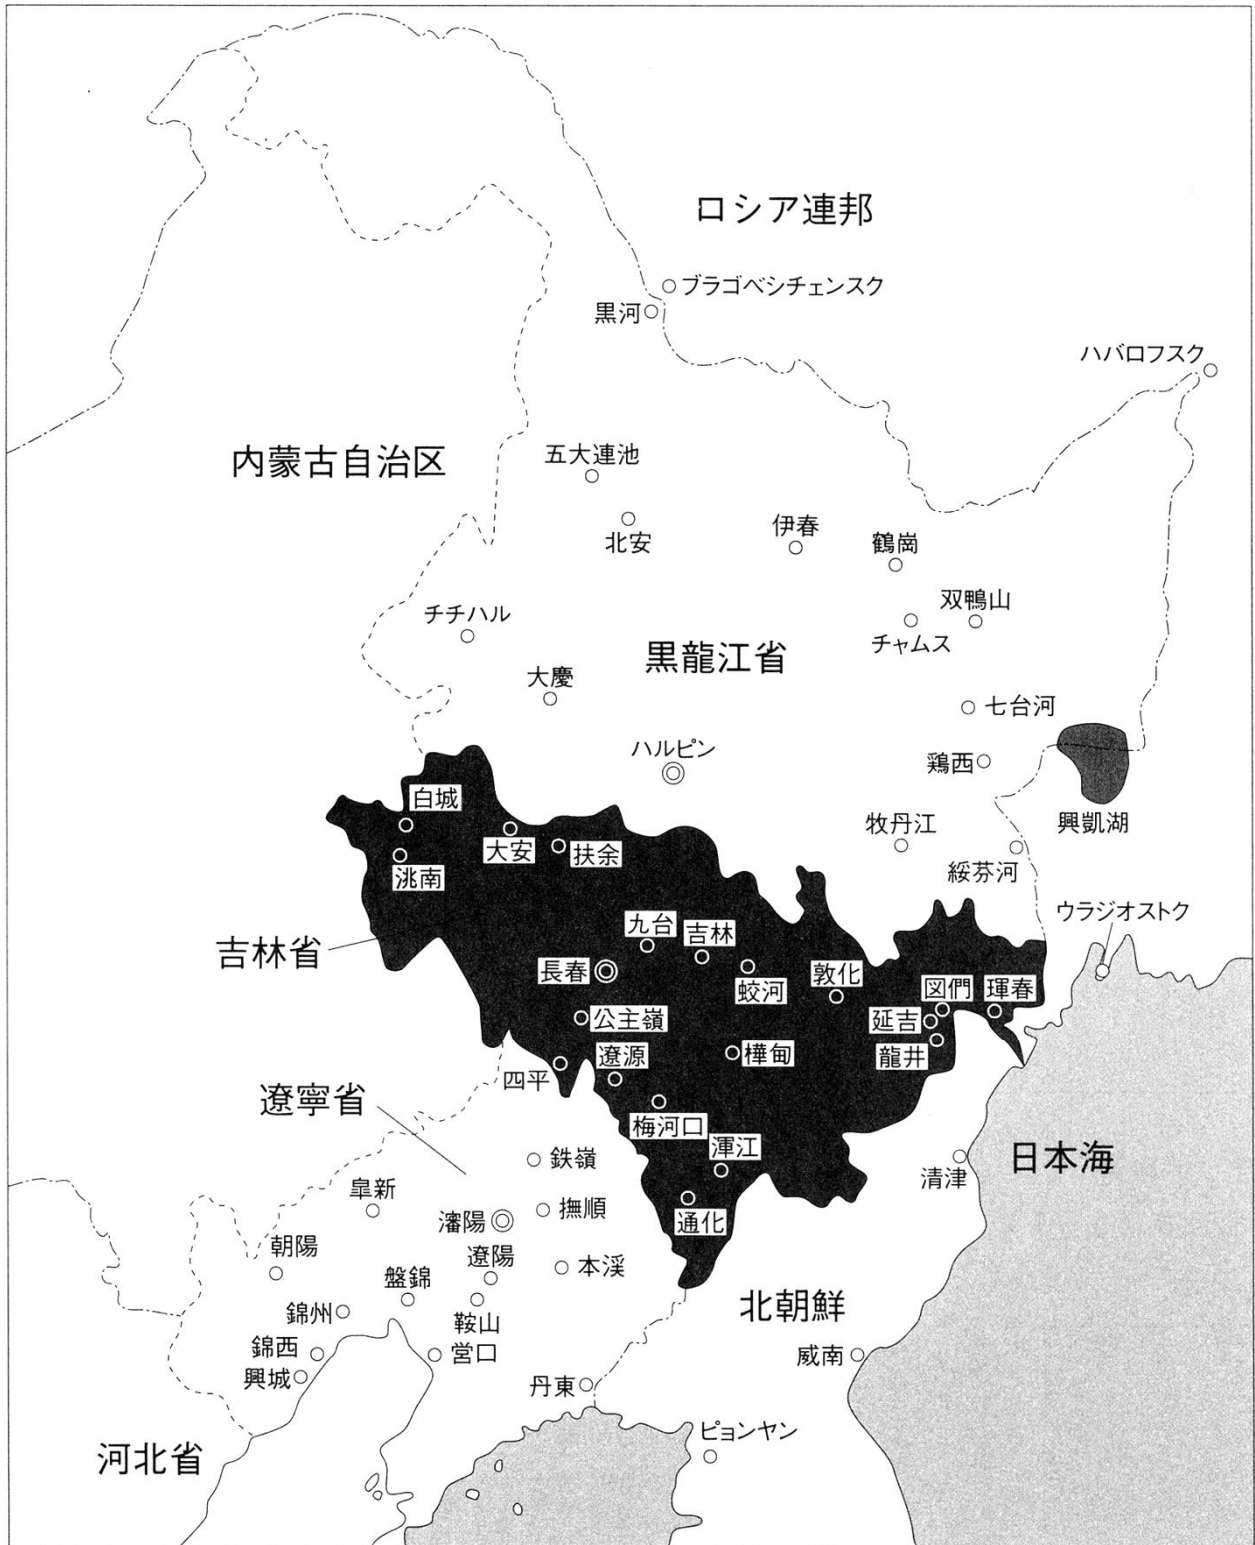 ロシア連邦
ブラゴベシチェンスク
黒河
ハバロフスク
内蒙古自治区
五大連池
北安
伊春
鶴崗
双鴨山
チャムス
チチハル
黒龍江省
大慶
七台河
ハルピン
鶏西
興凱湖
牡丹江
綏芬河
ウラジオストク
白城
大安
扶余
洮南
吉林省
九台
吉林
長春
蛟河
敦化
図們
琿春
延吉
龍井
公主嶺
樺甸
遼源
四平
梅河口
渾江
通化
遼寧省
鉄嶺
撫順
瀋陽
阜新
朝陽
遼陽
本渓
盤錦
鞍山
錦州
営口
錦西
興城
丹東
河北省
日本海
清津
北朝鮮
威南
ピョンヤン